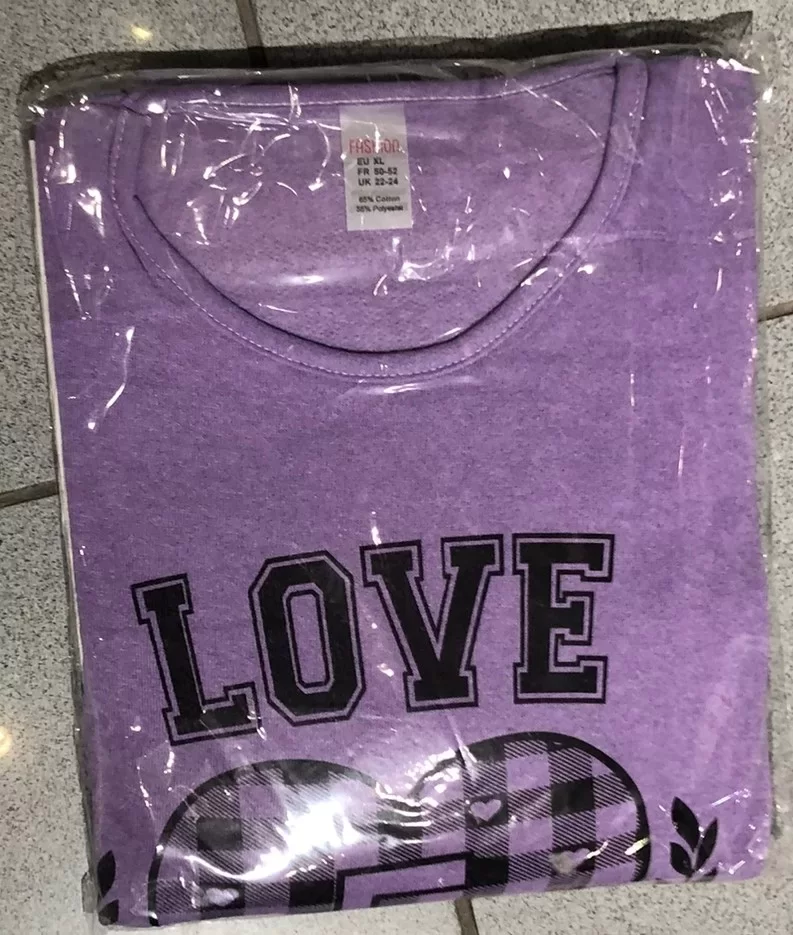 FASHION
EU XL
FR 50-52
UK 22-24
65% Cotton
35% Polyester
LOVE